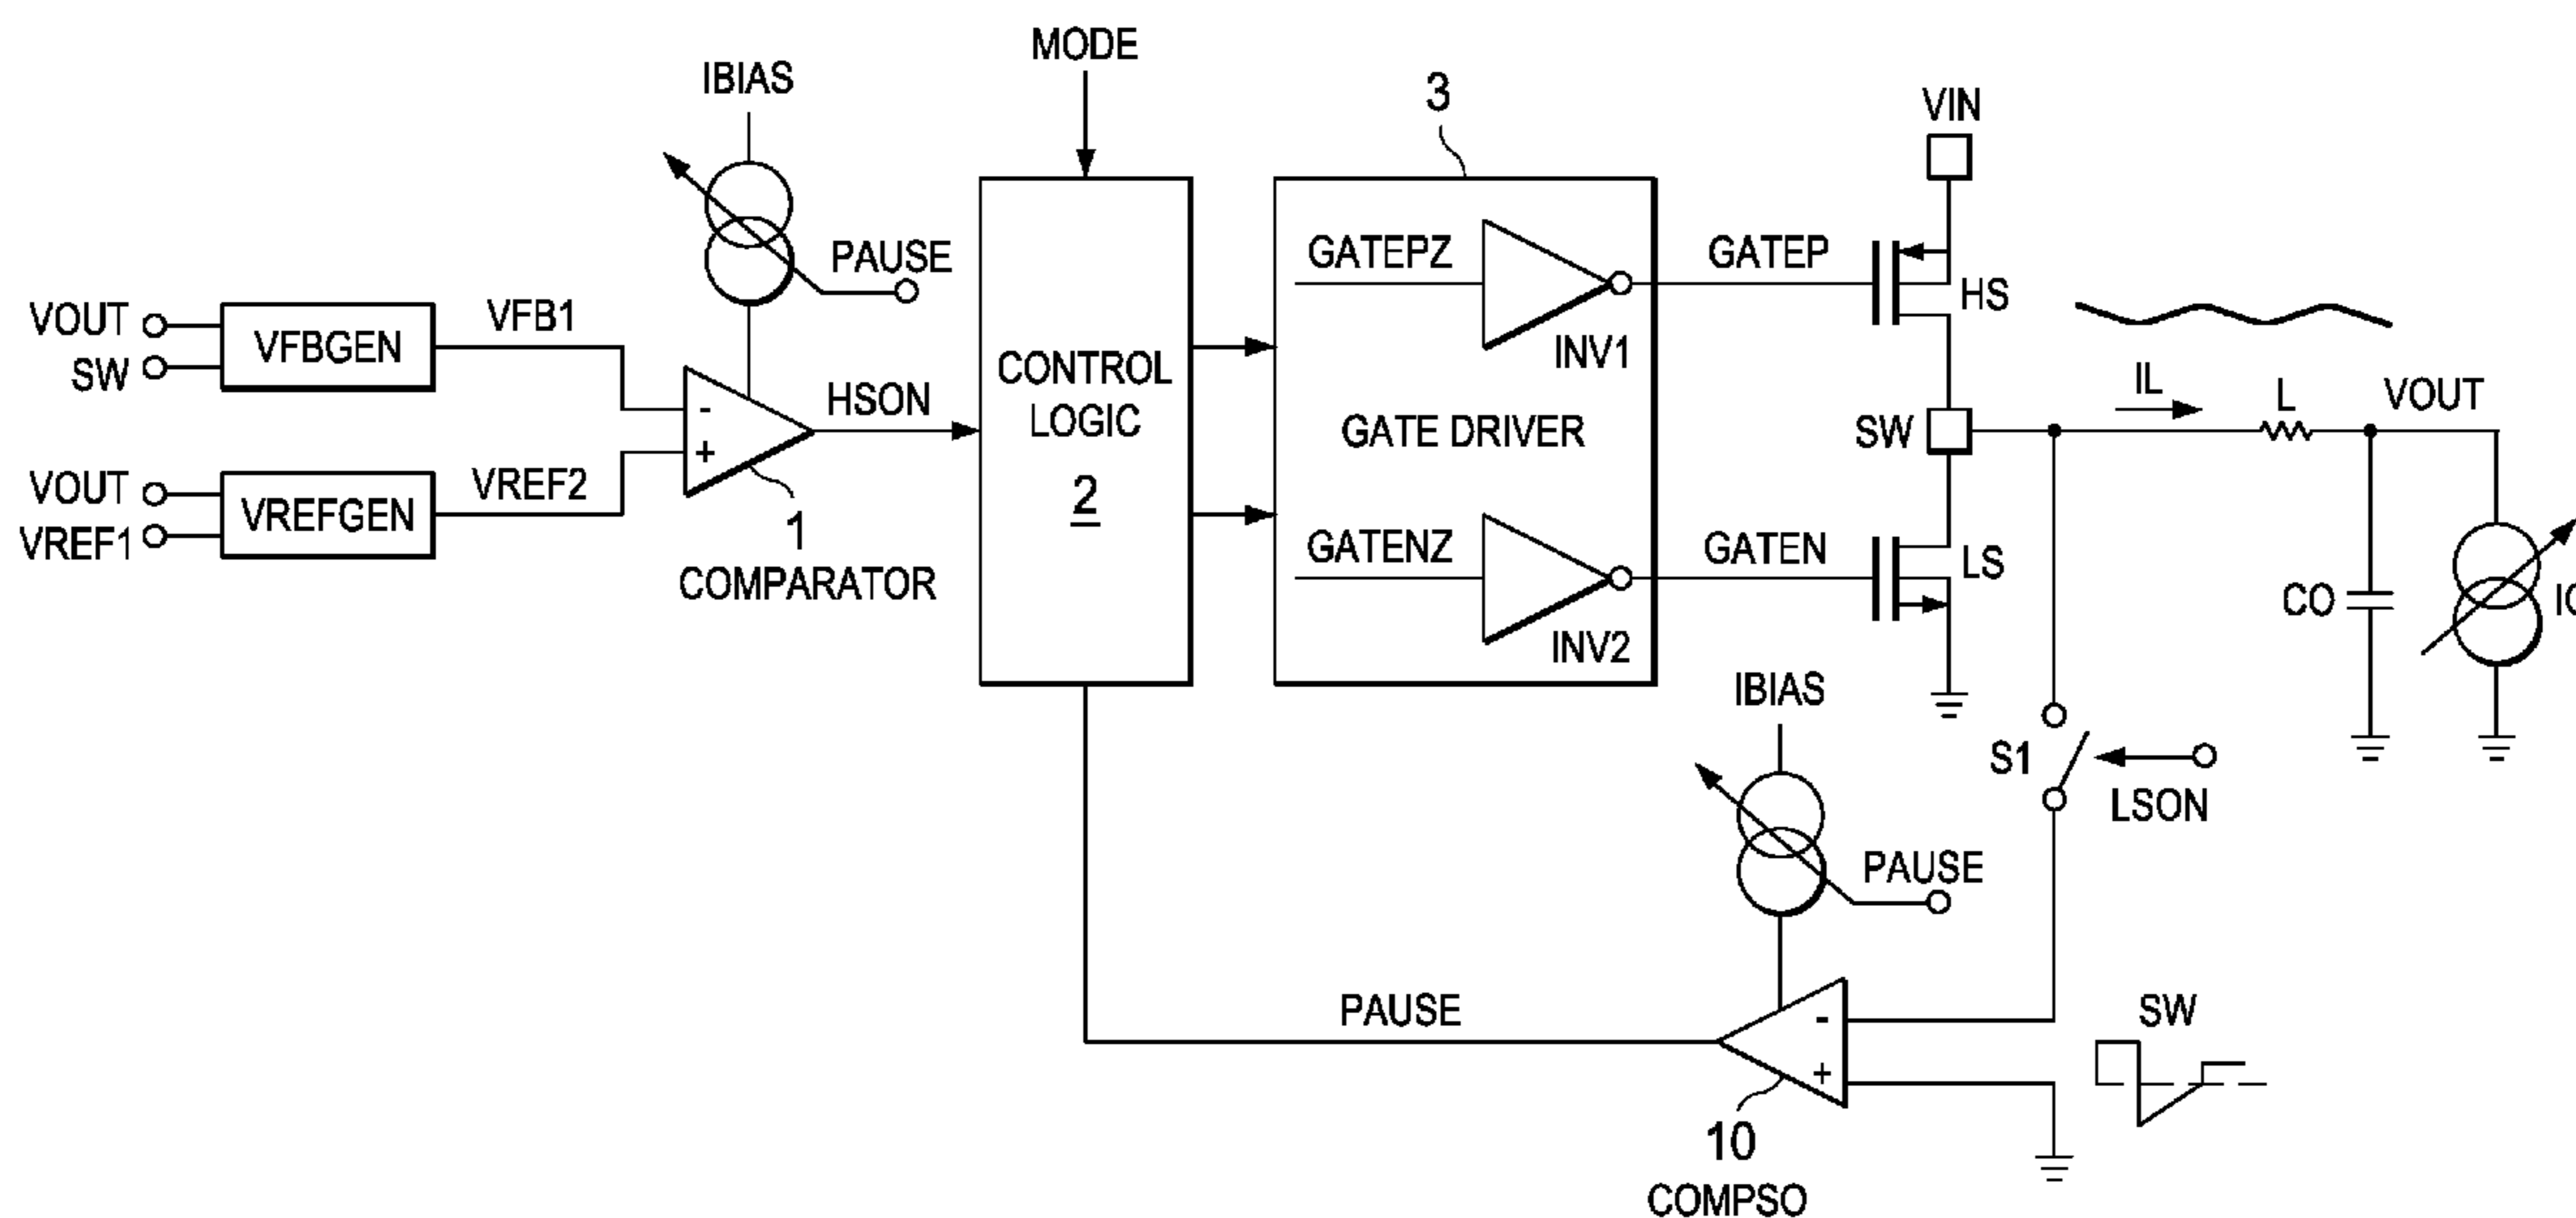 MODE
IBIAS
3
VIN
PAUSE
GATEPZ
GATEP
HS
INV1
VOUT
SW
VFBGEN
VFB1
-
+
HSON
CONTROL
LOGIC
2
GATE DRIVER
SW
IL
L
VOUT
VOUT
VREF1
VREFGEN
VREF2
1
COMPARATOR
GATENZ
GATEN
LS
INV2
CO
IBIAS
S1
LSON
PAUSE
PAUSE
-
+
SW
10
COMPSO